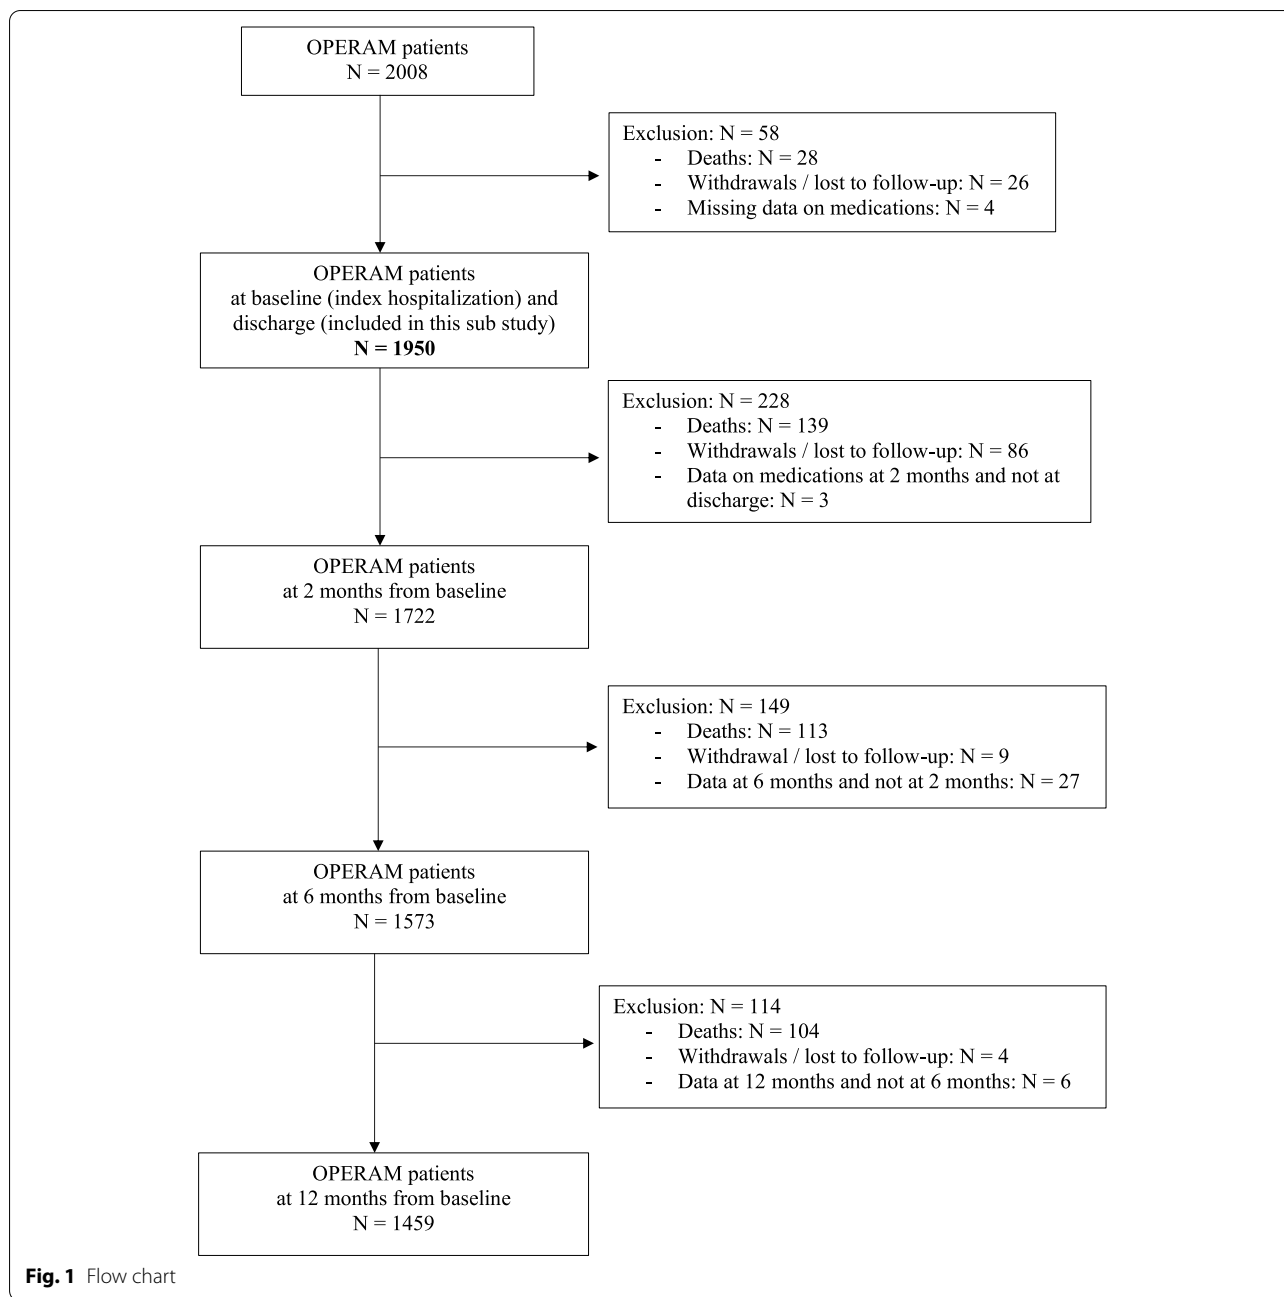 OPERAM patients
N = 2008
Exclusion: N = 58
- Deaths: N = 28
- Withdrawals / lost to follow-up: N = 26
- Missing data on medications: N = 4
OPERAM patients
at baseline (index hospitalization) and
discharge (included in this sub study)
N = 1950
Exclusion: N = 228
- Deaths: N = 139
- Withdrawals / lost to follow-up: N = 86
- Data on medications at 2 months and not at
discharge: N = 3
OPERAM patients
at 2 months from baseline
N = 1722
Exclusion: N = 149
- Deaths: N = 113
- Withdrawal / lost to follow-up: N = 9
- Data at 6 months and not at 2 months: N = 27
OPERAM patients
at 6 months from baseline
N = 1573
Exclusion: N = 114
- Deaths: N = 104
- Withdrawals / lost to follow-up: N = 4
- Data at 12 months and not at 6 months: N = 6
OPERAM patients
at 12 months from baseline
N = 1459
Fig. 1 Flow chart